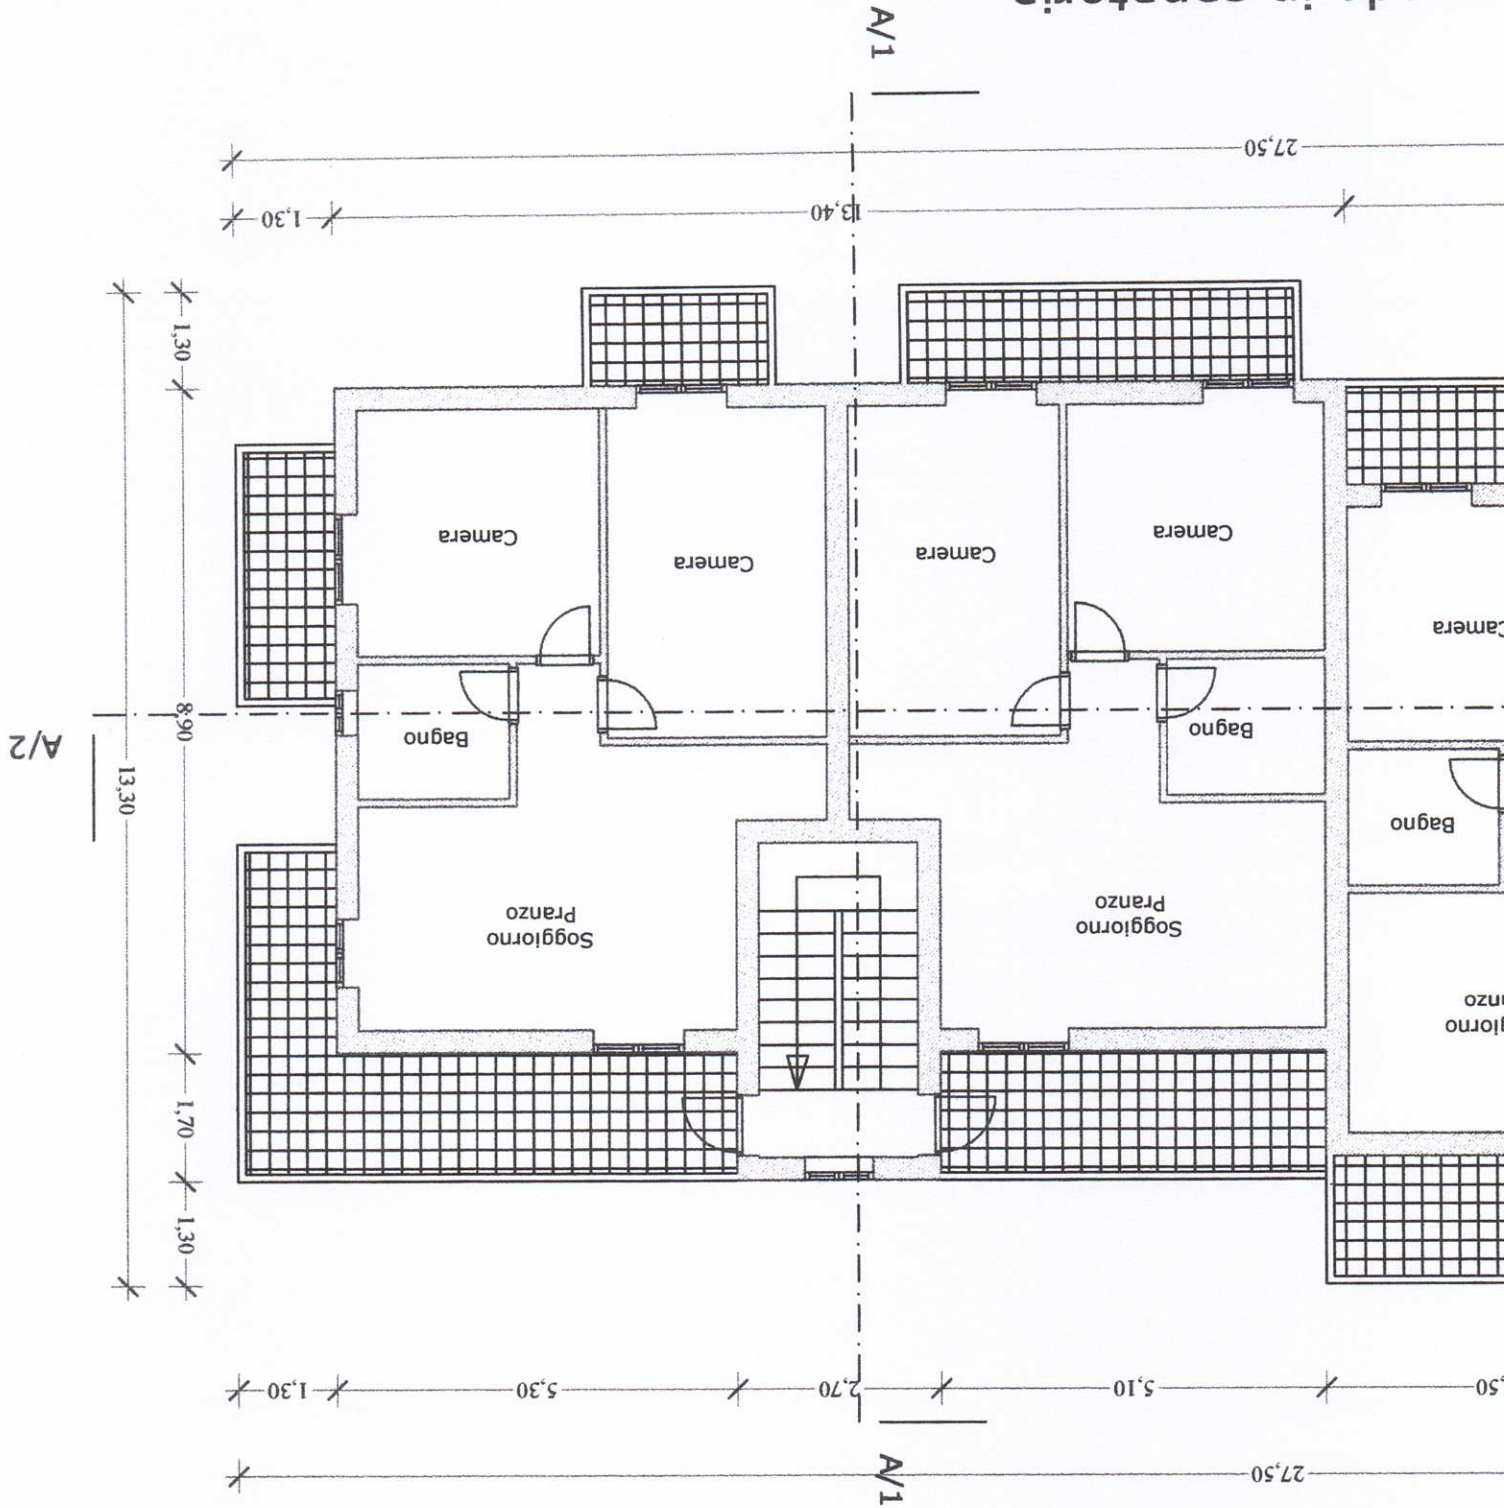 A/1
27,50
1,30
13,40
1,30
Camera
Camera
Camera
Camera
8,90
A/2
Bagno
Bagno
Bagno
13,30
Soggiorno
Pranzo
Soggiorno
Pranzo
1,70
1,30
1,30
5,30
2,70
5,10
,50
A/1
27,50